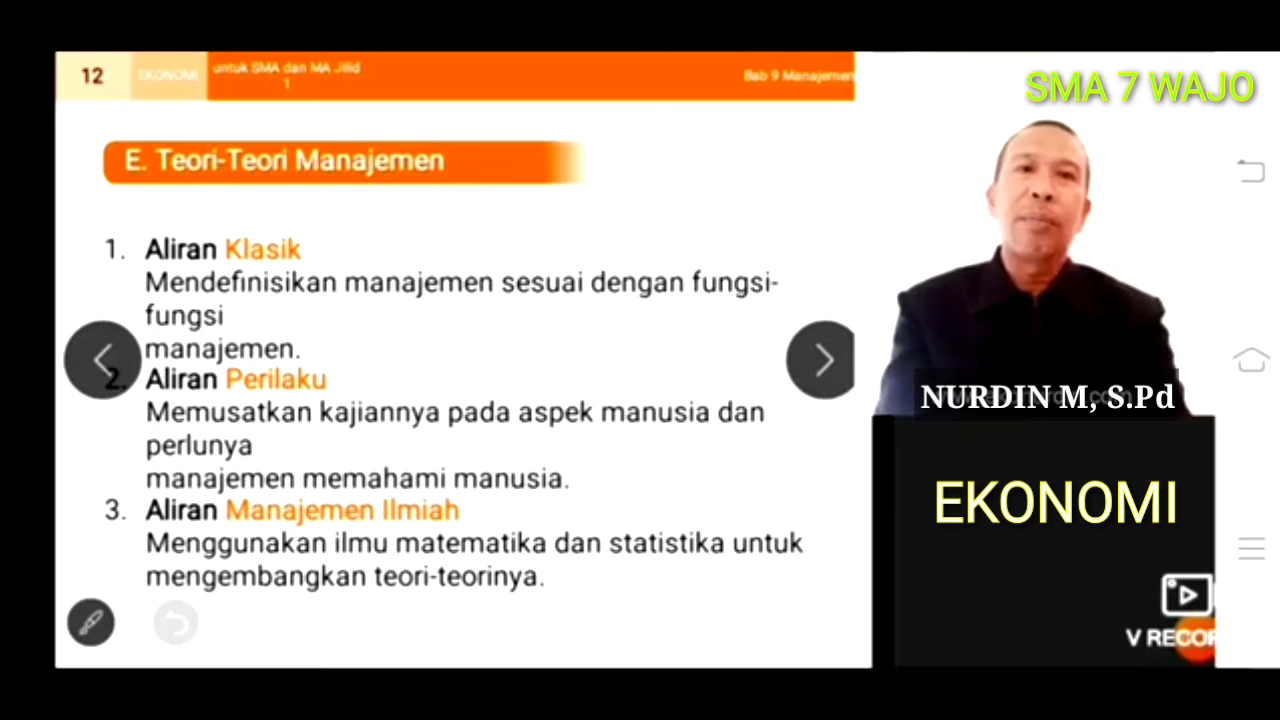 12
EKONOMI
untuk SMA dan MA Jilid
1
Bab 9 Manajemen
SMA 7 WAJO
E. Teori-Teori Manajemen
1. Aliran Klasik
Mendefinisikan manajemen sesuai dengan fungsi-
fungsi
manajemen.
2. Aliran Perilaku
Memusatkan kajiannya pada aspek manusia dan
perlunya
manajemen memahami manusia.
3. Aliran Manajemen Ilmiah
Menggunakan ilmu matematika dan statistika untuk
mengembangkan teori-teorinya.
NURDIN M, S.Pd
EKONOMI
V RECOR